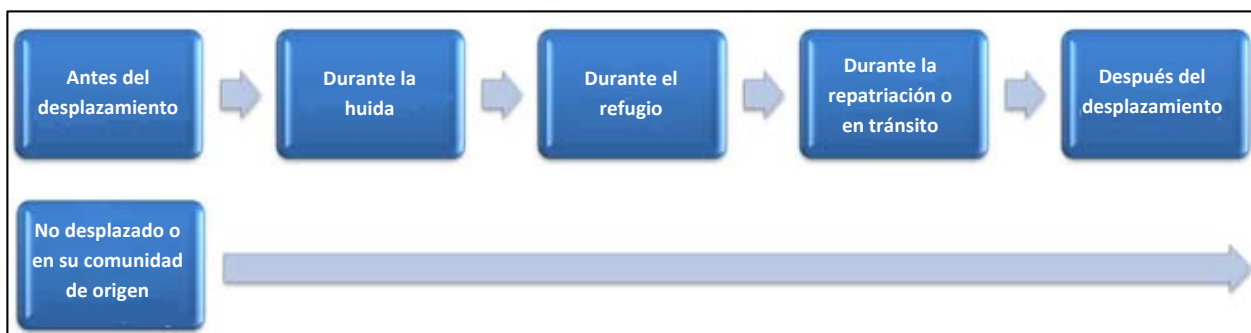 Antes del
desplazamiento
Durante la
huida
Durante el
refugio
Durante la
repatriación o
en tránsito
Después del
desplazamiento
No desplazado o
en su comunidad
de origen